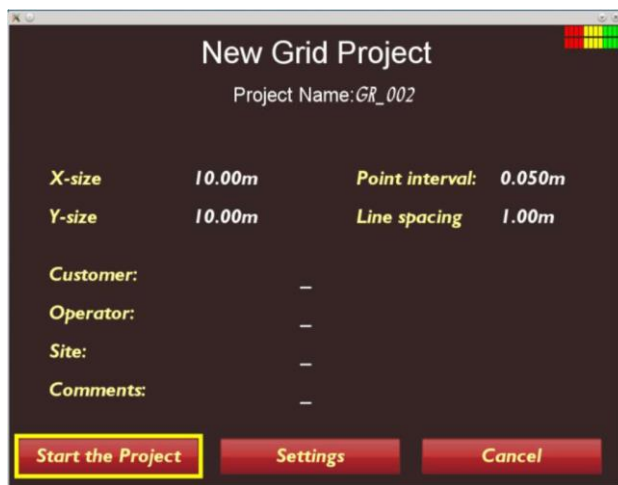 New Grid Project
Project Name:GR_002
X-size 10.00m Point interval: 0.050m
Y-size 10.00m Line spacing 1.00m
Customer: _
Operator: _
Site: _
Comments: _
Start the Project Settings Cancel